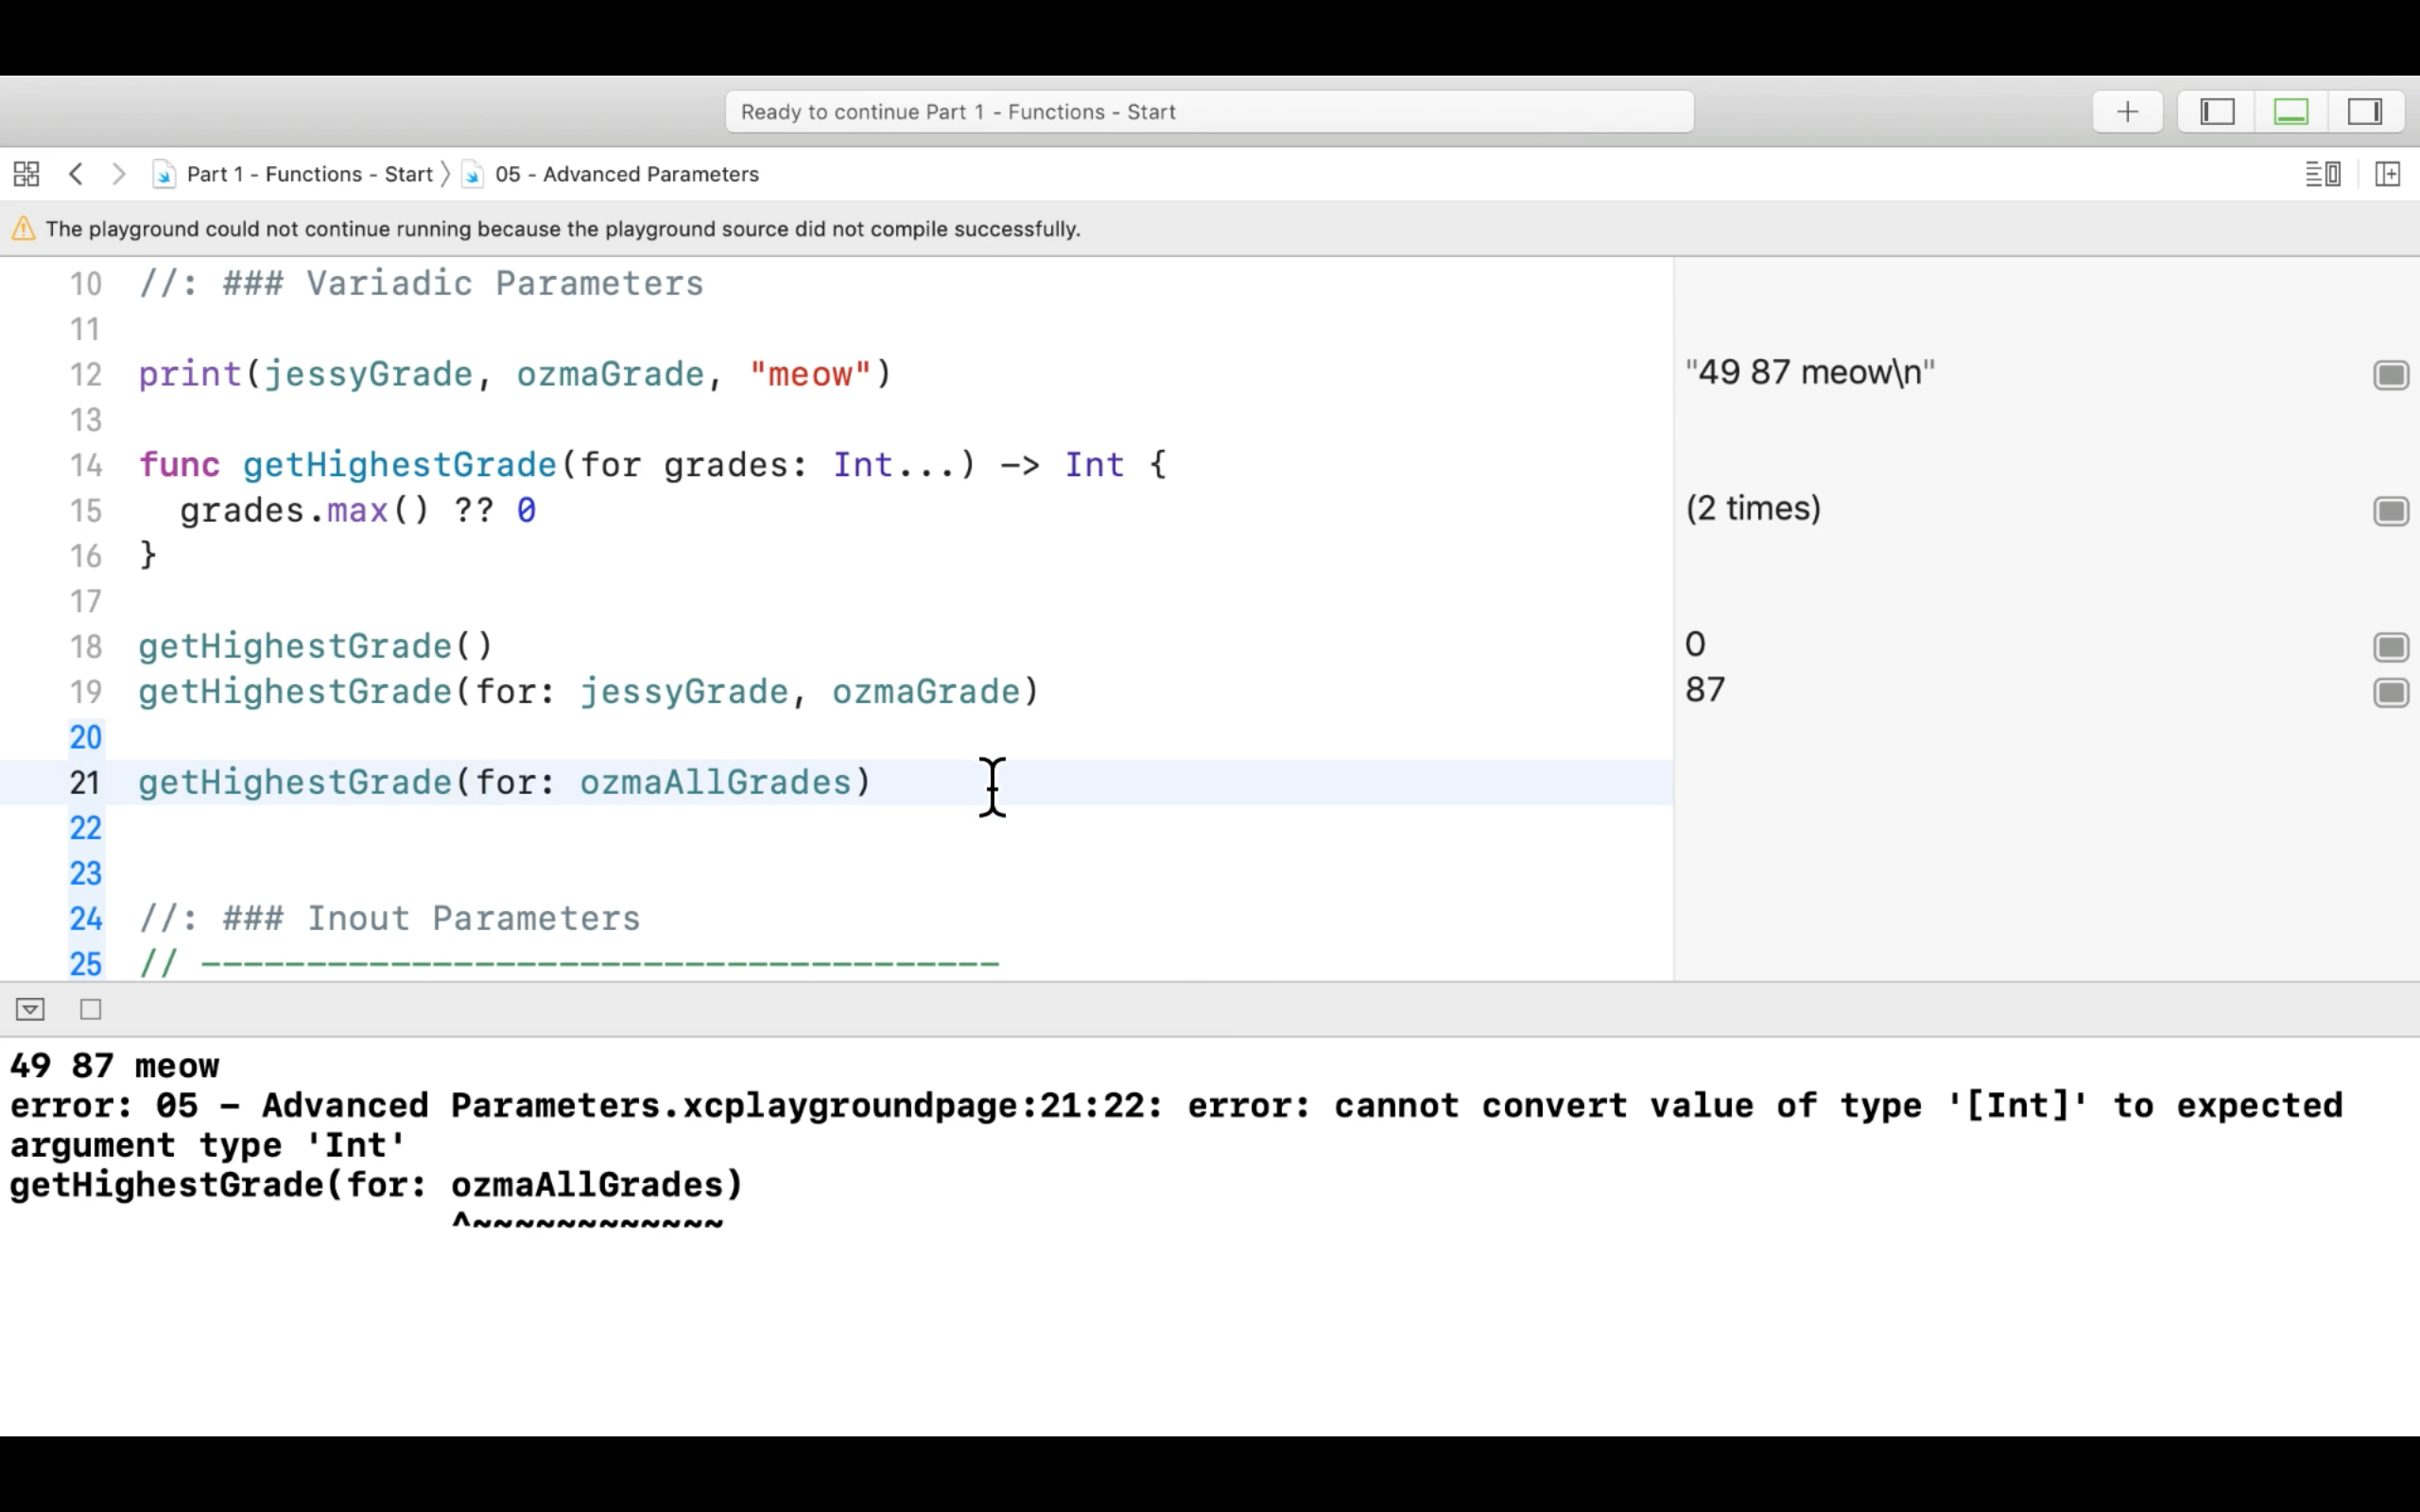 Ready to continue Part 1 - Functions - Start
Part 1 - Functions - Start 〉 05 - Advanced Parameters
The playground could not continue running because the playground source did not compile successfully.
10 //: ### Variadic Parameters
11
12 print(jessyGrade, ozmaGrade, "meow") "49 87 meow\n"
13
14 func getHighestGrade(for grades: Int...) -> Int {
15   grades.max() ?? 0 (2 times)
16 }
17
18 getHighestGrade() 0
19 getHighestGrade(for: jessyGrade, ozmaGrade) 87
20
21 getHighestGrade(for: ozmaAllGrades)
22
23
24 //: ### Inout Parameters
25 // --------------------------------------
49 87 meow
error: 05 - Advanced Parameters.xcplaygroundpage:21:22: error: cannot convert value of type '[Int]' to expected
argument type 'Int'
getHighestGrade(for: ozmaAllGrades)
                     ^~~~~~~~~~~~~